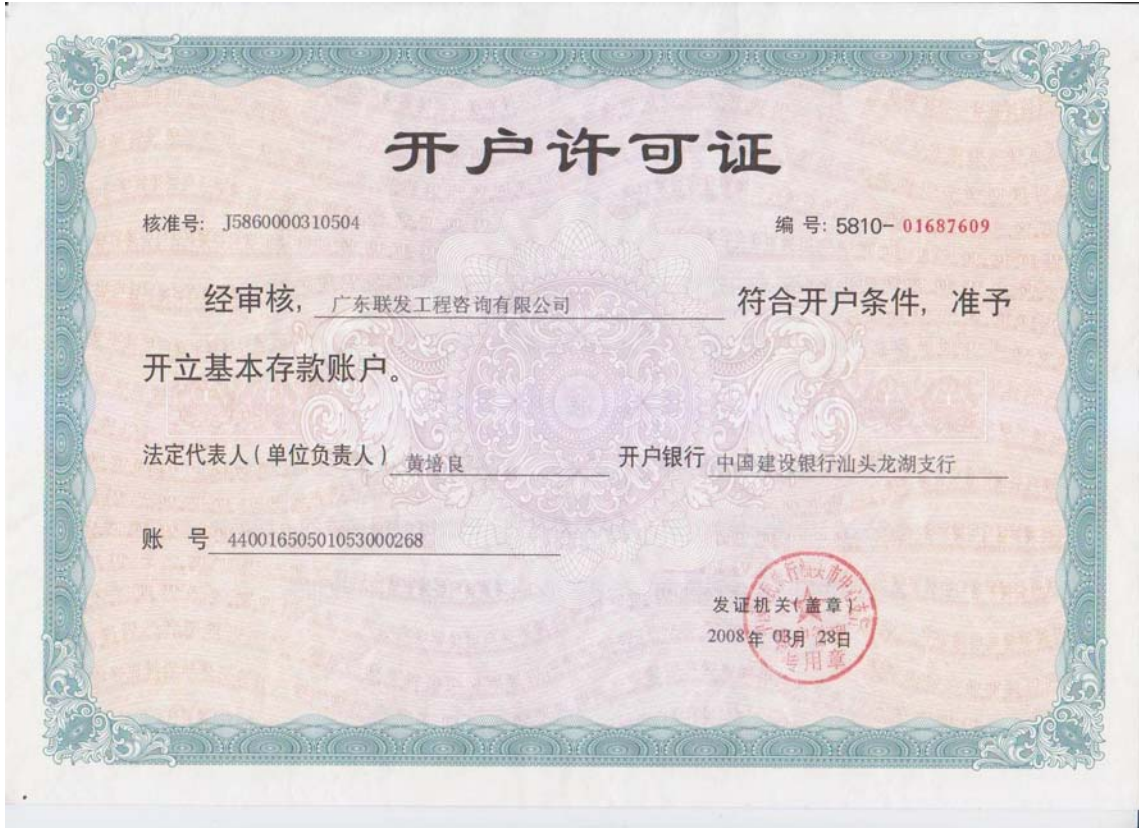 开户许可证
核准号: J5860000310504 编 号: 5810- 01687609
经审核, 广东联发工程咨询有限公司 符合开户条件, 准予
开立基本存款账户。
法定代表人(单位负责人) 黄培良 开户银行 中国建设银行汕头龙湖支行
账 号 44001650501053000268
发证机关(盖章)
2008年 03月 28日
专用章